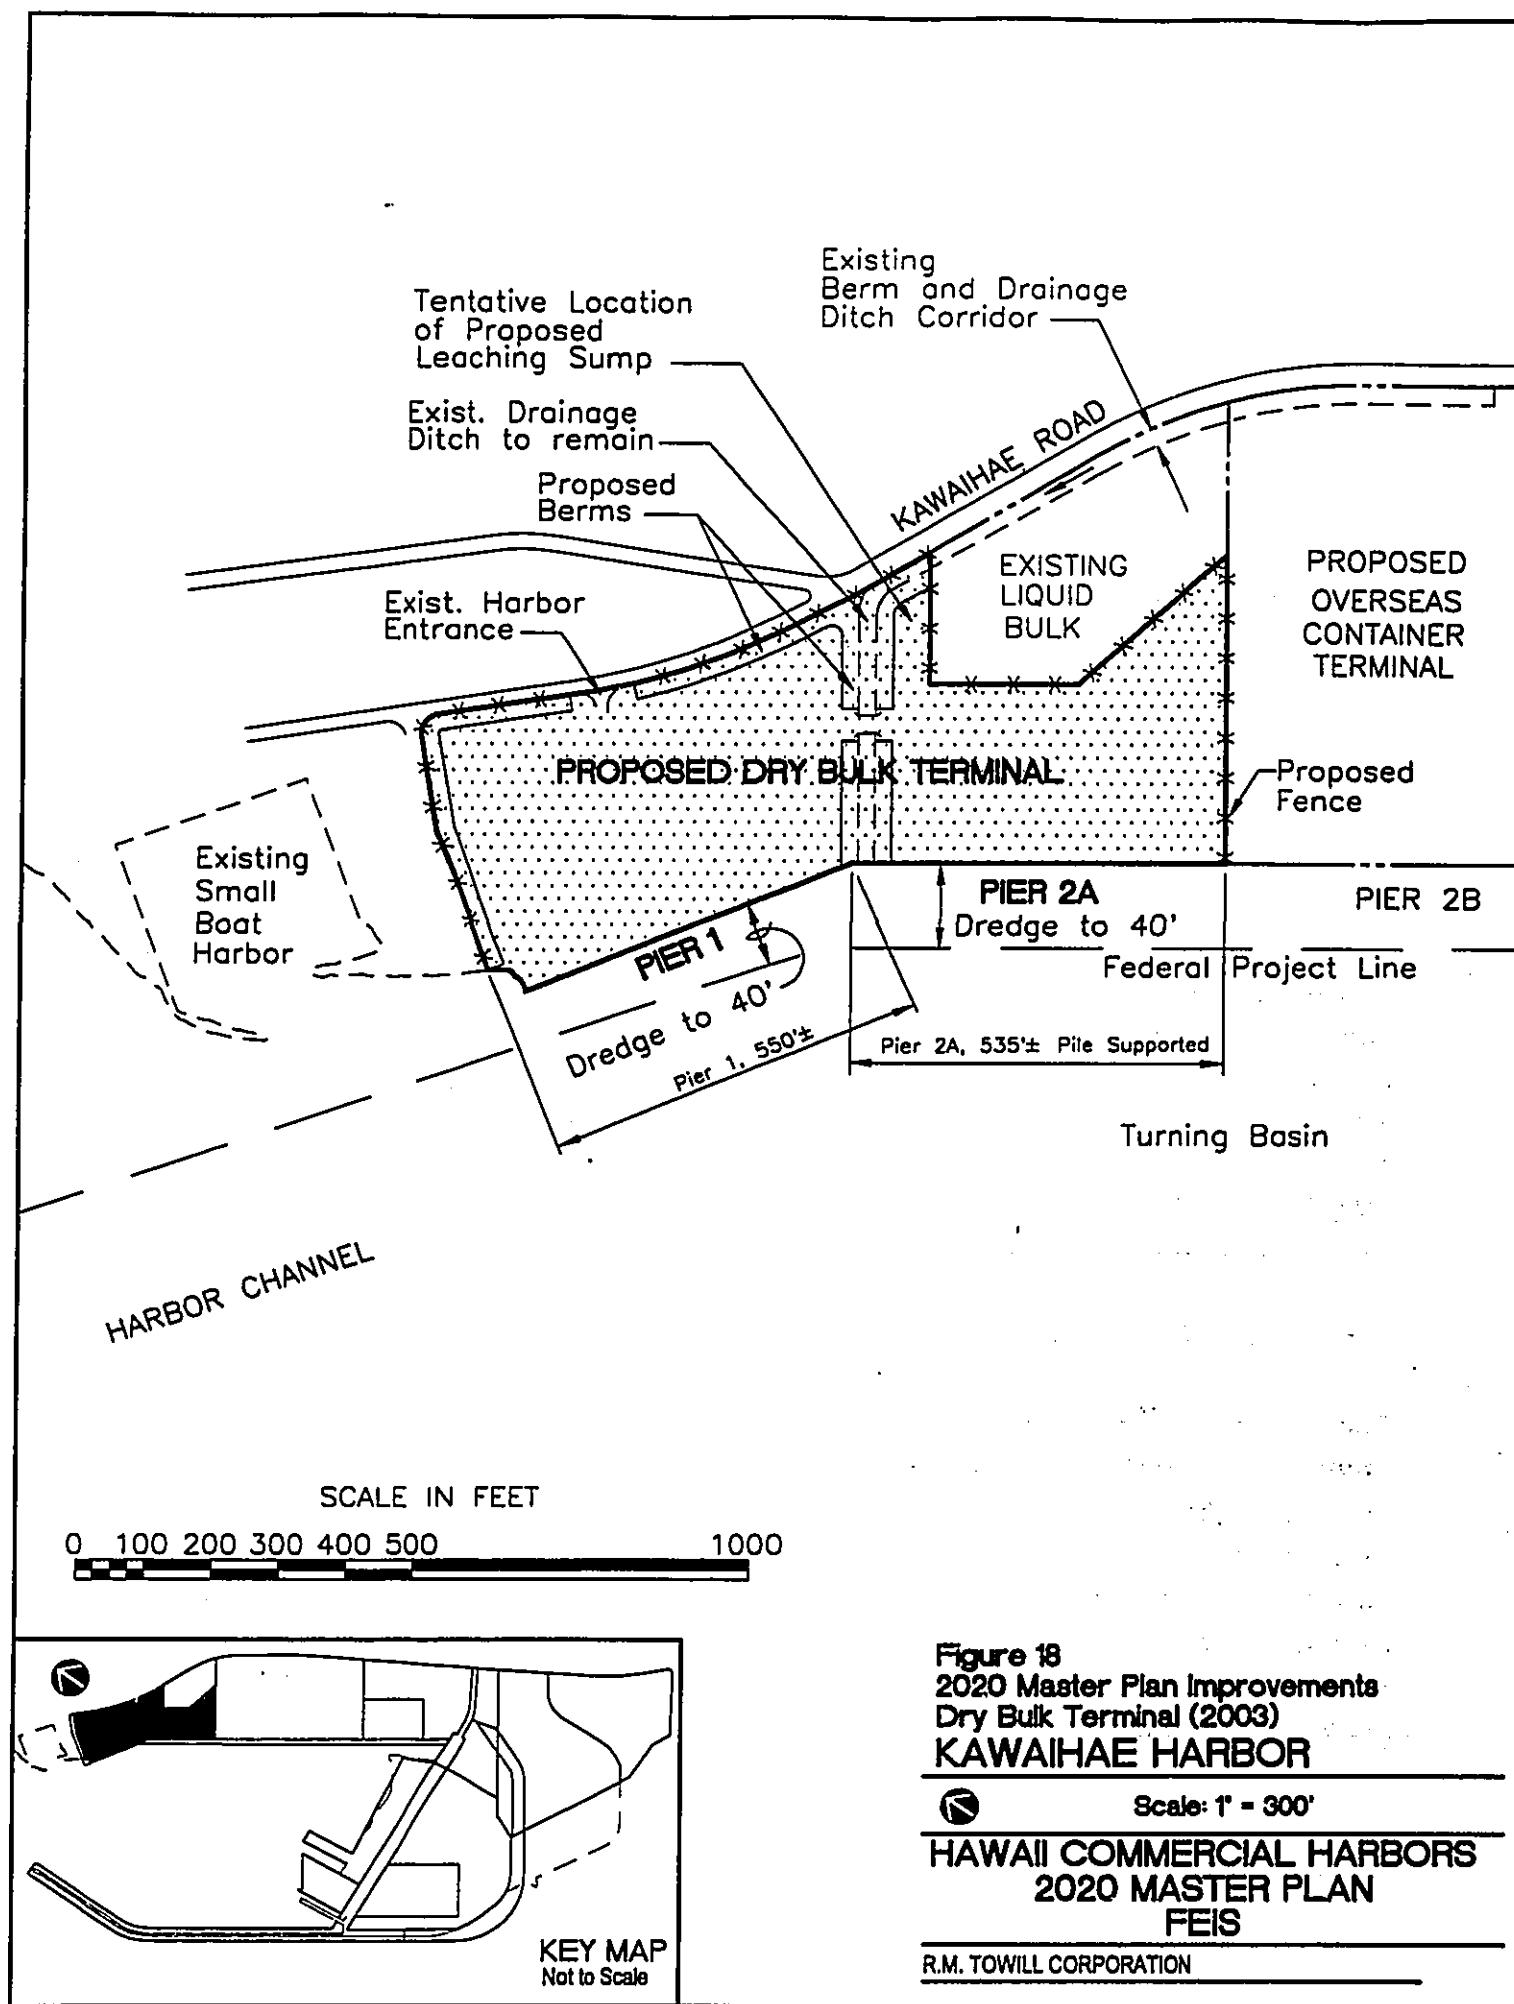 Existing
Berm and Drainage
Ditch Corridor
Tentative Location
of Proposed
Leaching Sump
Exist. Drainage
Ditch to remain
Proposed
Berms
KAWAIHAE ROAD
Exist. Harbor
Entrance
EXISTING
LIQUID
BULK
PROPOSED
OVERSEAS
CONTAINER
TERMINAL
PROPOSED DRY BULK TERMINAL
Proposed
Fence
Existing
Small
Boat
Harbor
PIER 1
Dredge to 40'
Pier 1, 550'±
PIER 2A
Dredge to 40'
PIER 2B
Federal Project Line
Pier 2A, 535'± Pile Supported
Turning Basin
HARBOR CHANNEL
SCALE IN FEET
0 100 200 300 400 500 1000
KEY MAP
Not to Scale
Figure 18
2020 Master Plan Improvements
Dry Bulk Terminal (2003)
KAWAIHAE HARBOR
Scale: 1" = 300'
HAWAII COMMERCIAL HARBORS
2020 MASTER PLAN
FEIS
R.M. TOWILL CORPORATION